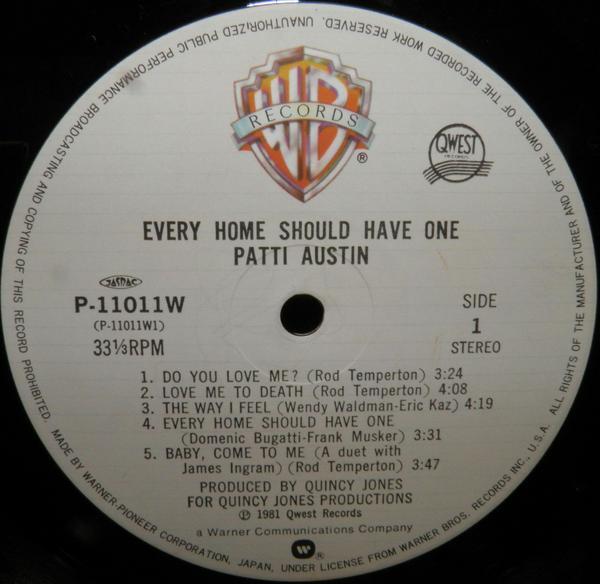 UNAUTHORIZED PUBLIC PERFORMANCE BROADCASTING AND COPYING OF THIS RECORD PROHIBITED.
ALL RIGHTS OF THE MANUFACTURER AND OF THE OWNER OF THE RECORDED WORK RESERVED.
WB
RECORDS
®
QWEST
RECORDS
EVERY HOME SHOULD HAVE ONE
PATTI AUSTIN
JASRAC
P-11011W
(P-11011W1)
33⅓RPM
SIDE
1
STEREO
1. DO YOU LOVE ME? (Rod Temperton) 3:24
2. LOVE ME TO DEATH (Rod Temperton) 4:08
3. THE WAY I FEEL (Wendy Waldman-Eric Kaz) 4:19
4. EVERY HOME SHOULD HAVE ONE
(Domenic Bugatti-Frank Musker) 3:31
5. BABY, COME TO ME (A duet with
James Ingram) (Rod Temperton) 3:47
PRODUCED BY QUINCY JONES
FOR QUINCY JONES PRODUCTIONS
℗ 1981 Qwest Records
a Warner Communications Company
®
MADE BY WARNER-PIONEER CORPORATION, JAPAN, UNDER LICENSE FROM WARNER BROS. RECORDS INC., U.S.A.